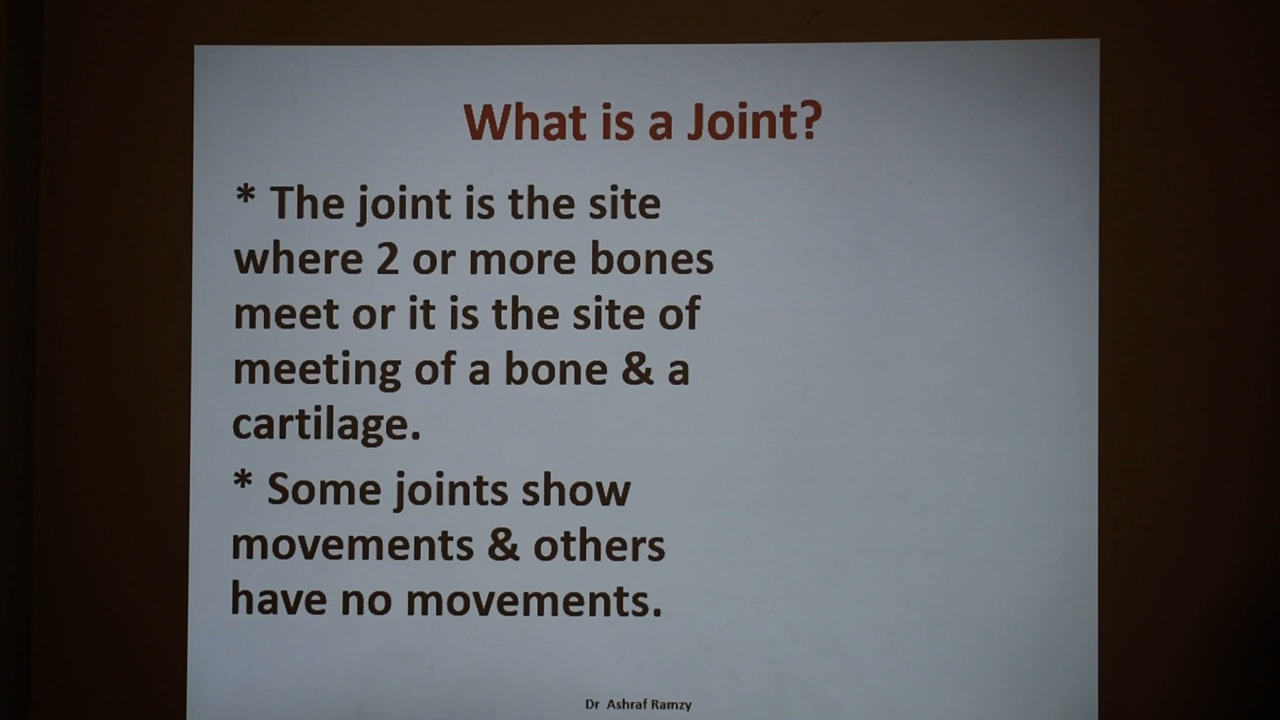 What is a Joint?
* The joint is the site
where 2 or more bones
meet or it is the site of
meeting of a bone & a
cartilage.
* Some joints show
movements & others
have no movements.
Dr Ashraf Ramzy